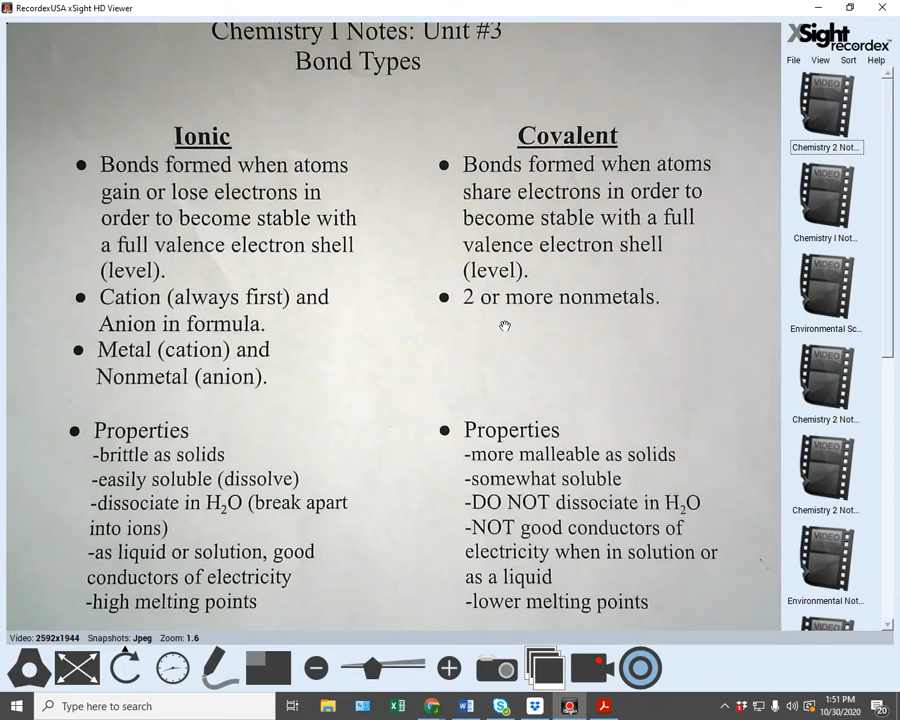 RecordexUSA xSight HD Viewer
Chemistry I Notes: Unit #3
Bond Types
Ionic
Bonds formed when atoms
gain or lose electrons in
order to become stable with
a full valence electron shell
(level).
Cation (always first) and
Anion in formula.
Metal (cation) and
Nonmetal (anion).
Properties
-brittle as solids
-easily soluble (dissolve)
-dissociate in H₂O (break apart
into ions)
-as liquid or solution, good
conductors of electricity
-high melting points
Covalent
Bonds formed when atoms
share electrons in order to
become stable with a full
valence electron shell
(level).
2 or more nonmetals.
Properties
-more malleable as solids
-somewhat soluble
-DO NOT dissociate in H₂O
-NOT good conductors of
electricity when in solution or
as a liquid
-lower melting points
xSight
recordex
File View Sort Help
VIDEO
Chemistry 2 Not...
VIDEO
Chemistry I Not...
VIDEO
Environmental Sc...
VIDEO
Chemistry 2 Not...
VIDEO
Chemistry 2 Not...
VIDEO
Environmental Not...
VIDEO
Video: 2592x1944 Snapshots: Jpeg Zoom: 1.6
Type here to search
1:51 PM
10/30/2020
20